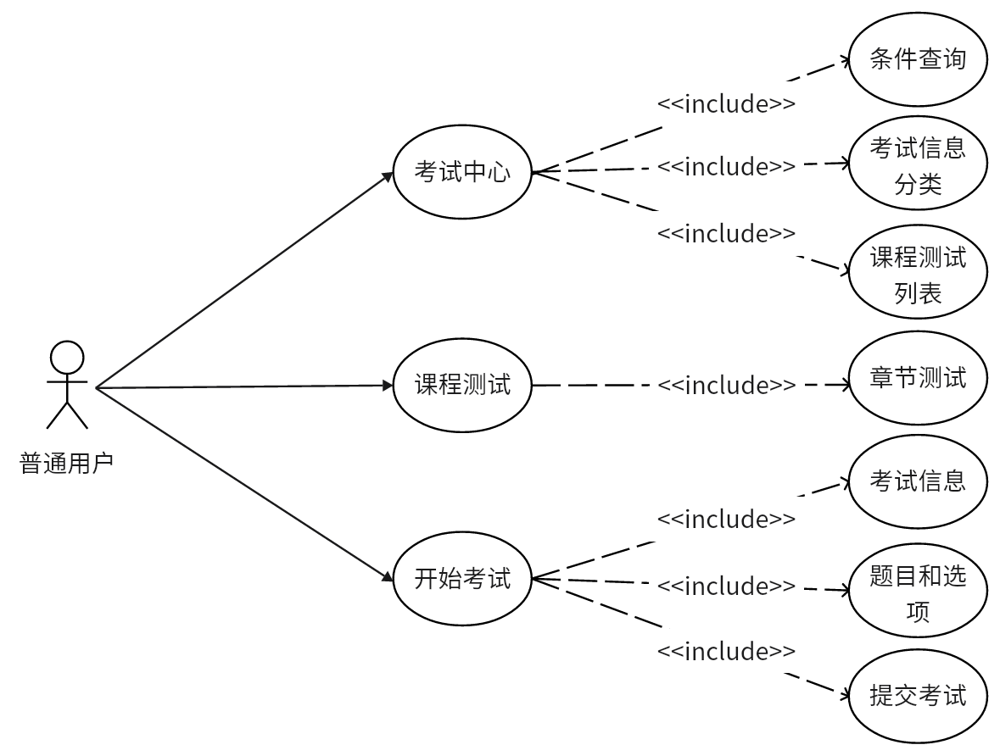 条件查询
<<include>>
考试信息
分类
考试中心
<<include>>
<<include>>
课程测试
列表
课程测试
<<include>>
章节测试
普通用户
考试信息
<<include>>
开始考试
<<include>>
题目和选
项
<<include>>
提交考试